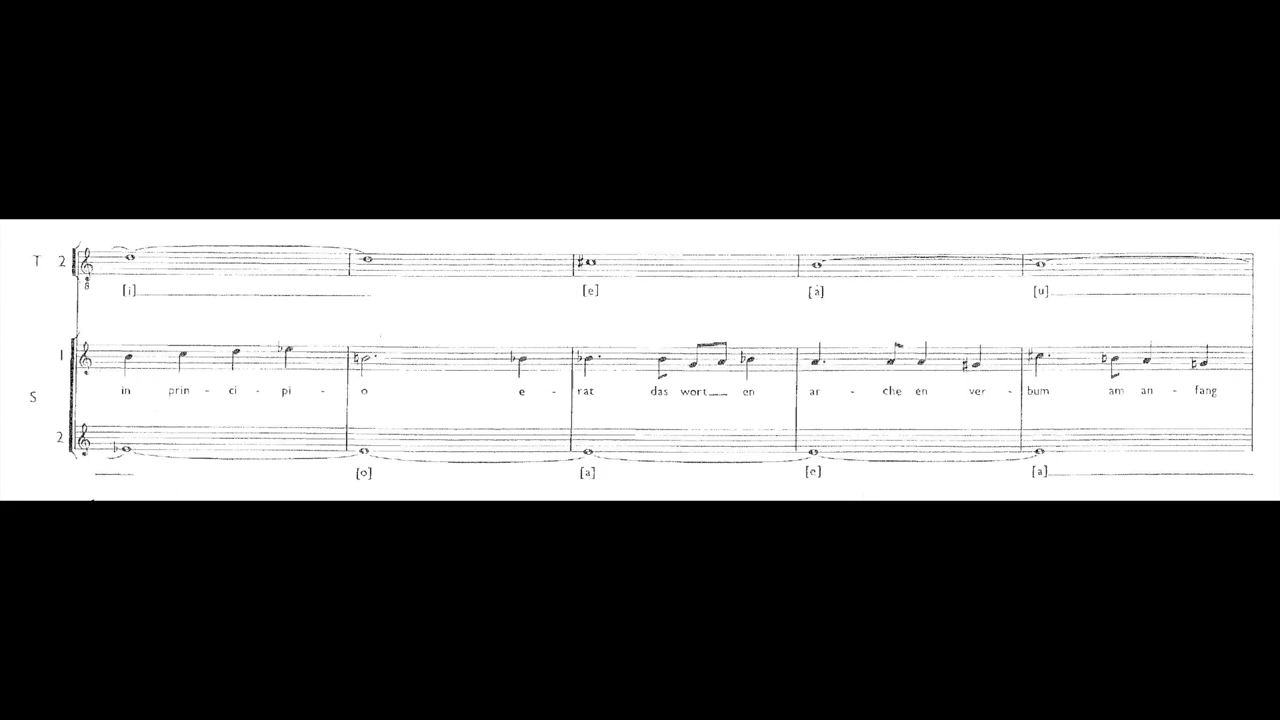 T 2
[i] [e] [á] [u]
1
in prin - ci - pi - o e - rat das wort en ar - che en ver - bum am an - fang
S
2
[o] [a] [e] [a]